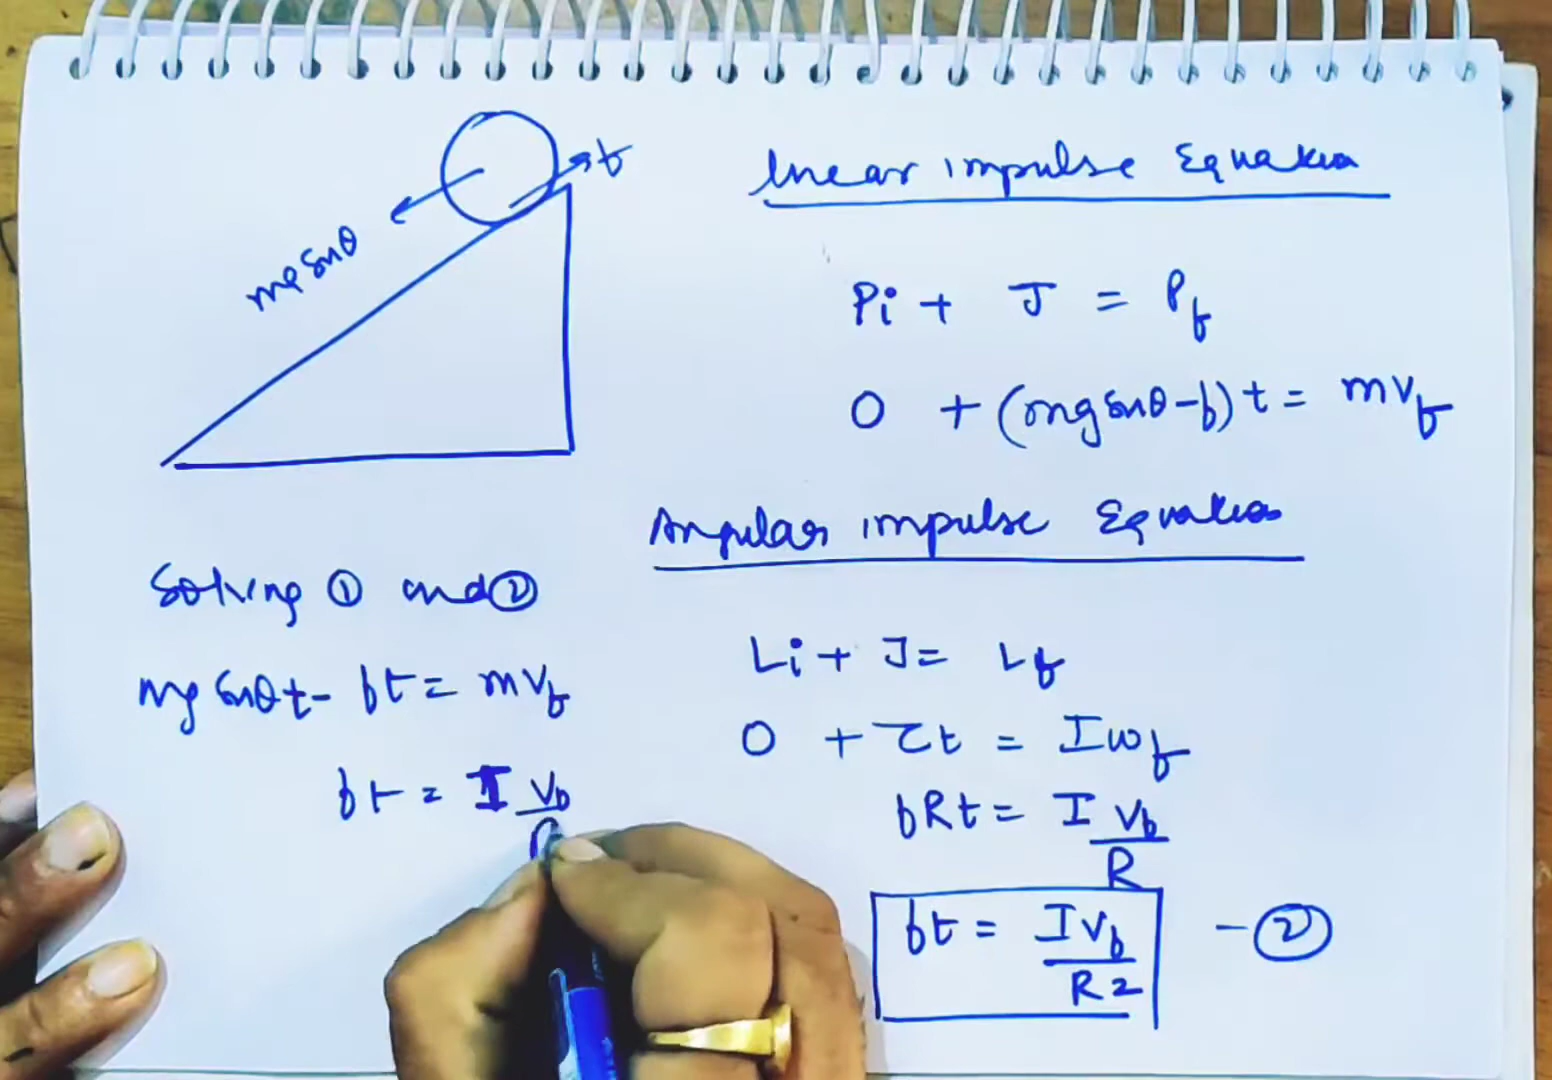 f
mg sinθ
Linear impulse Equation
Pi + J = Pf
0 + (mg sinθ-f)t = mvf
Angular impulse Equation
Li + J = Lf
0 + τt = Iωf
fRt = I vf/R
ft = Ivf/R2 - ②
Solving ① and ②
mg sinθt - ft = mvf
ft = I vf/R